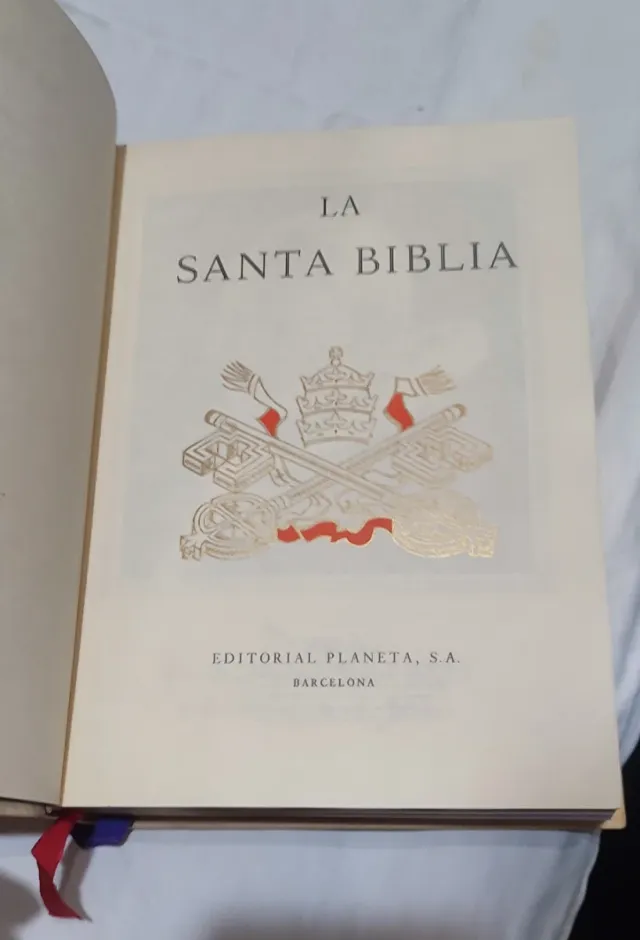 LA
SANTA BIBLIA
EDITORIAL PLANETA, S.A.
BARCELONA